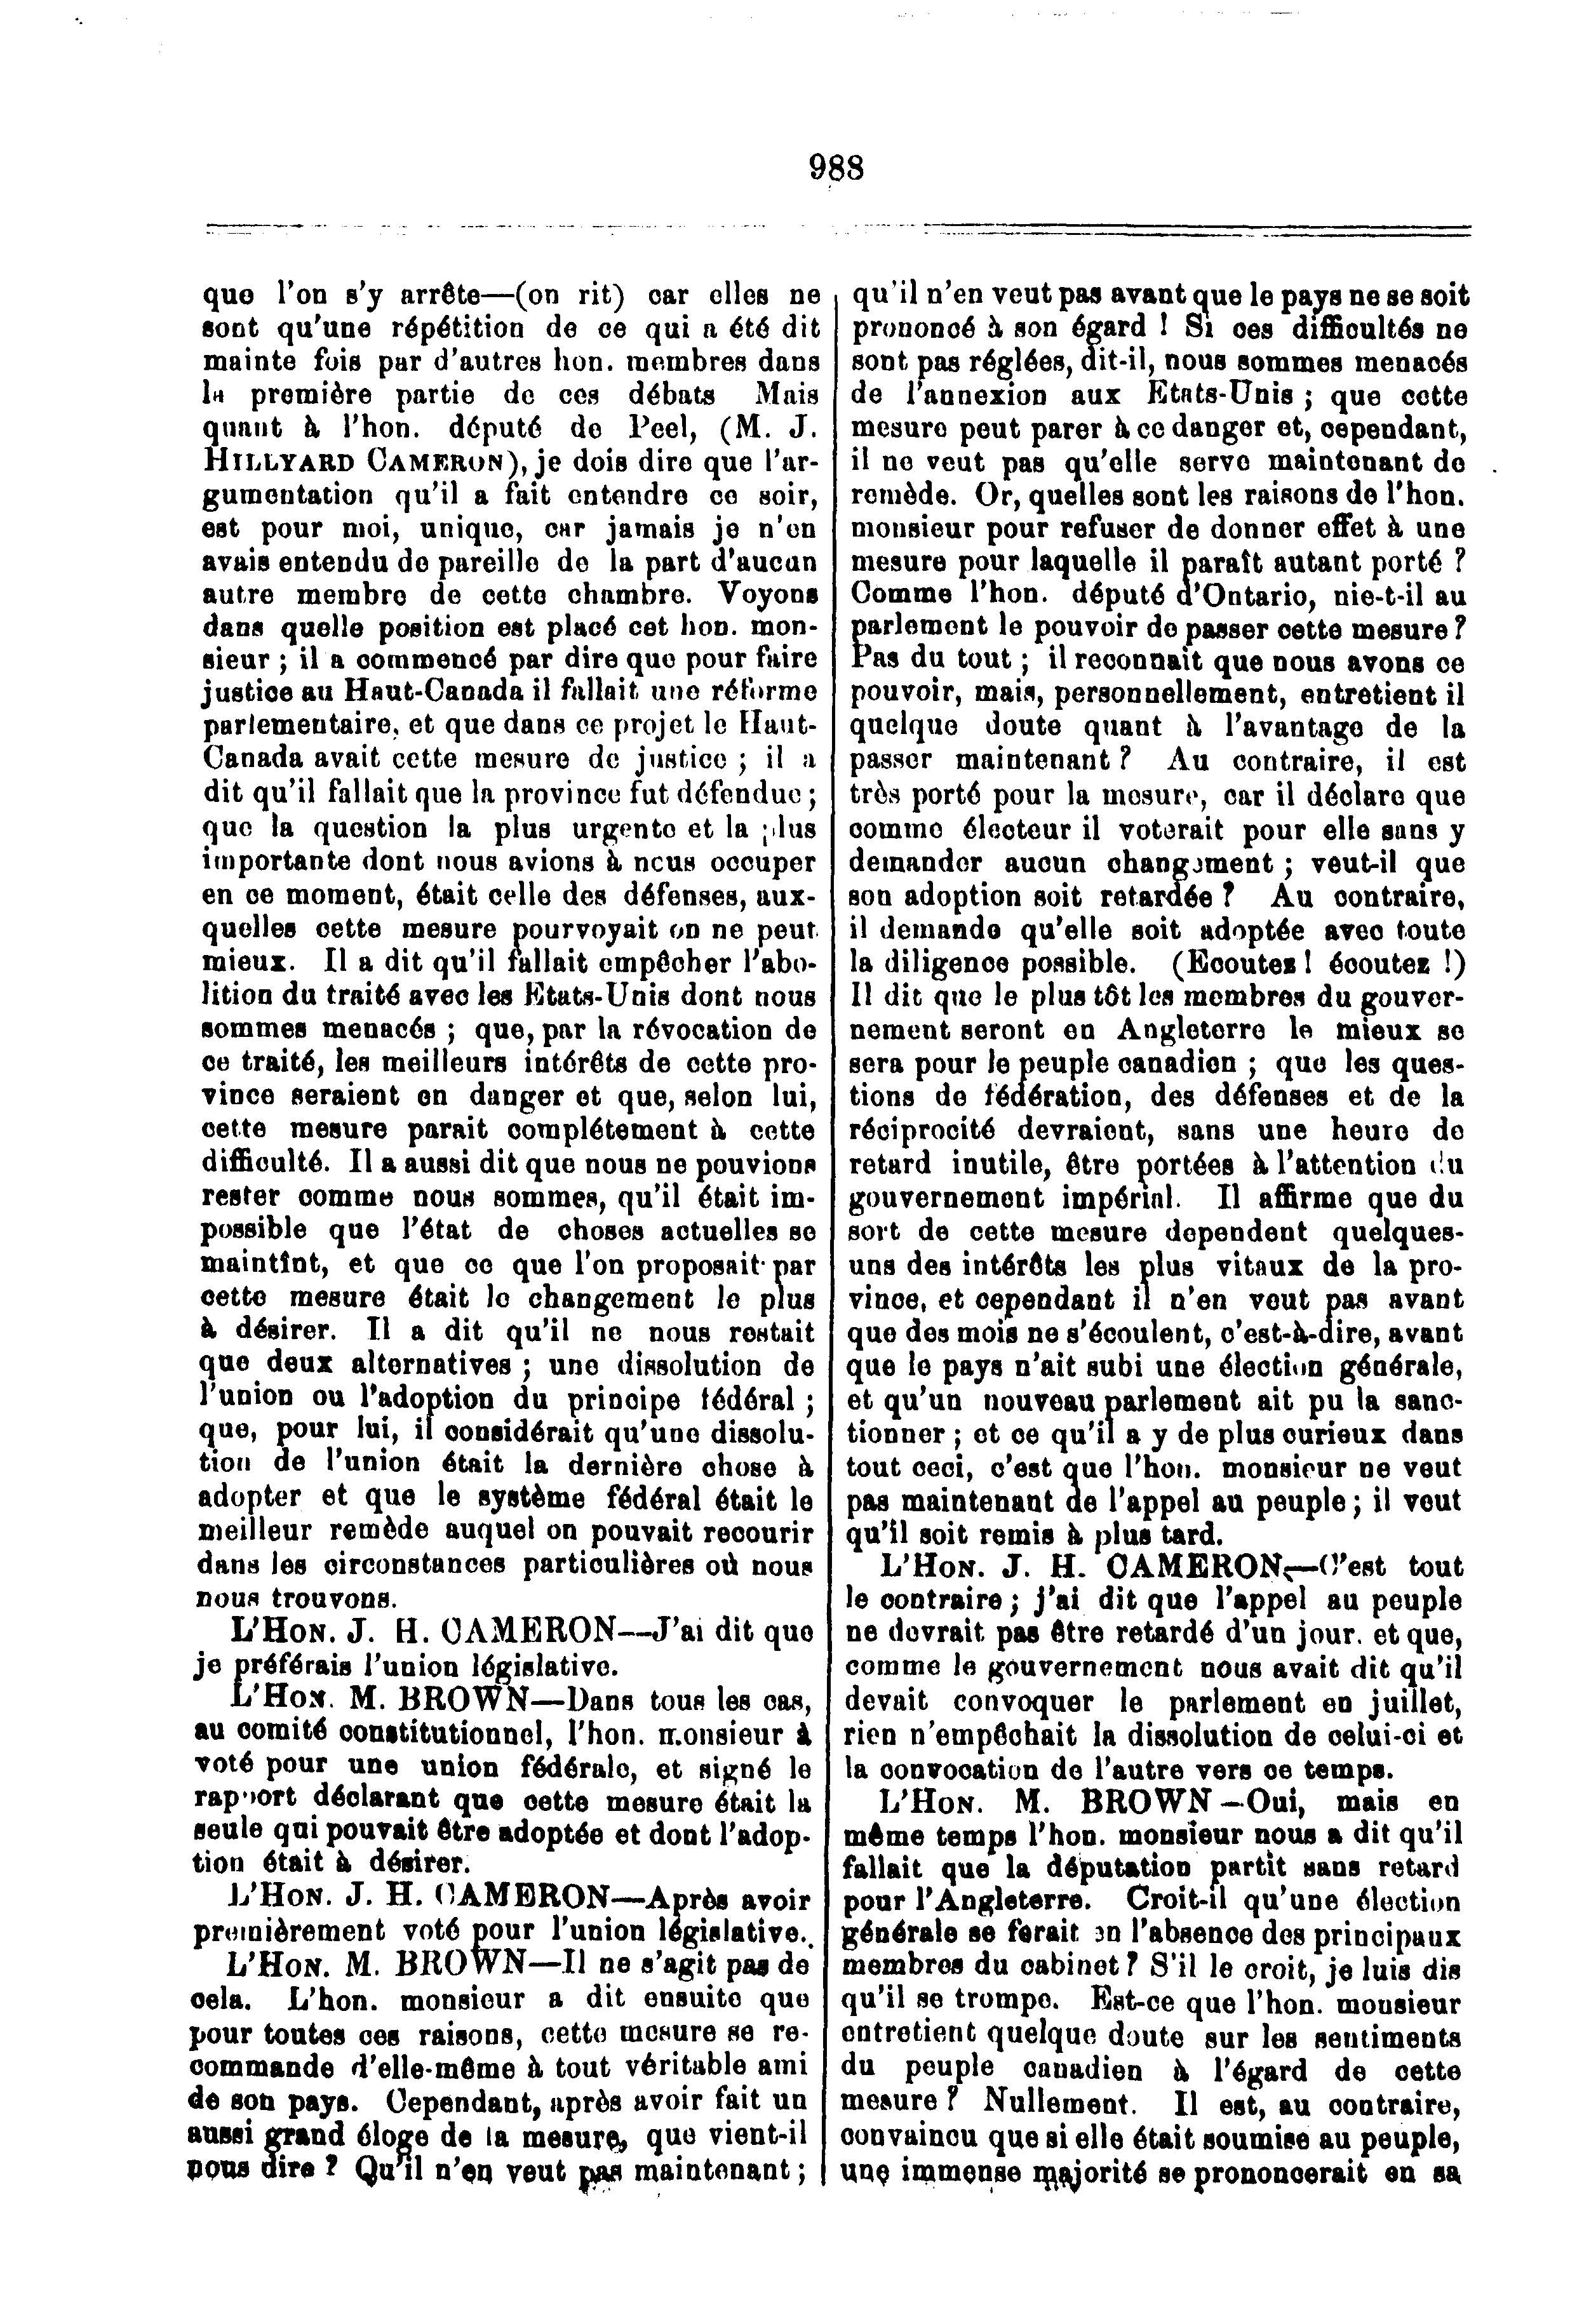 988
que l'on s'y arrête—(on rit) car elles ne
sont qu'une répétition de ce qui a été dit
mainte fois par d'autres hon. membres dans
la première partie de ces débats Mais
quant à l'hon. député de Peel, (M. J.
HILLYARD CAMERON), je dois dire que l'ar-
gumentation qu'il a fait entendre ce soir,
est pour moi, unique, car jamais je n'en
avais entendu de pareille de la part d'aucun
autre membre de cette chambre. Voyons
dans quelle position est placé cet hon. mon-
sieur ; il a commencé par dire que pour faire
justice au Haut-Canada il fallait une réforme
parlementaire, et que dans ce projet le Haut-
Canada avait cette mesure de justice ; il a
dit qu'il fallait que la province fut défendue ;
que la question la plus urgente et la plus
importante dont nous avions à nous occuper
en ce moment, était celle des défenses, aux-
quelles cette mesure pourvoyait on ne peut
mieux. Il a dit qu'il fallait empêcher l'abo-
lition du traité avec les Etats-Unis dont nous
sommes menacés ; que, par la révocation de
ce traité, les meilleurs intérêts de cette pro-
vince seraient en danger et que, selon lui,
cette mesure parait complétement à cette
difficulté. Il a aussi dit que nous ne pouvions
rester comme nous sommes, qu'il était im-
possible que l'état de choses actuelles se
maintînt, et que ce que l'on proposait par
cette mesure était le changement le plus
à désirer. Il a dit qu'il ne nous restait
que deux alternatives ; une dissolution de
l'union ou l'adoption du principe fédéral ;
que, pour lui, il considérait qu'une dissolu-
tion de l'union était la dernière chose à
adopter et que le système fédéral était le
meilleur remède auquel on pouvait recourir
dans les circonstances particulières où nous
nous trouvons.
L'HON. J. H. CAMERON—J'ai dit que
je préférais l'union législative.
L'HON. M. BROWN—Dans tous les cas,
au comité constitutionnel, l'hon. monsieur à
voté pour une union fédérale, et signé le
rapport déclarant que cette mesure était la
seule qui pouvait être adoptée et dont l'adop-
tion était à désirer.
L'HON. J. H. CAMERON—Après avoir
premièrement voté pour l'union législative.
L'HON. M. BROWN—Il ne s'agit pas de
cela. L'hon. monsieur a dit ensuite que
pour toutes ces raisons, cette mesure se re-
commande d'elle-même à tout véritable ami
de son pays. Cependant, après avoir fait un
aussi grand éloge de la mesure, que vient-il
nous dire ? Qu'il n'en veut pas maintenant ;
qu'il n'en veut pas avant que le pays ne se soit
prononcé à son égard ! Si ces difficultés ne
sont pas réglées, dit-il, nous sommes menacés
de l'annexion aux Etats-Unis ; que cette
mesure peut parer à ce danger et, cependant,
il ne veut pas qu'elle serve maintenant de
remède. Or, quelles sont les raisons de l'hon.
monsieur pour refuser de donner effet à une
mesure pour laquelle il paraît autant porté ?
Comme l'hon. député d'Ontario, nie-t-il au
parlement le pouvoir de passer cette mesure ?
Pas du tout ; il reconnait que nous avons ce
pouvoir, mais, personnellement, entretient il
quelque doute quant à l'avantage de la
passer maintenant ? Au contraire, il est
très porté pour la mesure, car il déclare que
comme électeur il voterait pour elle sans y
demander aucun changement ; veut-il que
son adoption soit retardée ? Au contraire,
il demande qu'elle soit adoptée avec toute
la diligence possible. (Ecoutez ! écoutez !)
Il dit que le plus tôt les membres du gouver-
nement seront en Angleterre le mieux se
sera pour le peuple canadien ; que les ques-
tions de fédération, des défenses et de la
réciprocité devraient, sans une heure de
retard inutile, être portées à l'attention du
gouvernement impérial. Il affirme que du
sort de cette mesure dependent quelques-
uns des intérêts les plus vitaux de la pro-
vince, et cependant il n'en veut pas avant
que des mois ne s'écoulent, c'est-à-dire, avant
que le pays n'ait subi une élection générale,
et qu'un nouveau parlement ait pu la sanc-
tionner ; et ce qu'il a y de plus curieux dans
tout ceci, c'est que l'hon. monsieur ne veut
pas maintenant de l'appel au peuple ; il veut
qu'il soit remis à plus tard.
L'HON. J. H. CAMERON,—C'est tout
le contraire ; j'ai dit que l'appel au peuple
ne devrait pas être retardé d'un jour. et que,
comme le gouvernement nous avait dit qu'il
devait convoquer le parlement en juillet,
rien n'empêchait la dissolution de celui-ci et
la convocation de l'autre vers ce temps.
L'HON. M. BROWN—Oui, mais en
même temps l'hon. monsieur nous a dit qu'il
fallait que la députation partît sans retard
pour l'Angleterre. Croit-il qu'une élection
générale se ferait en l'absence des principaux
membres du cabinet ? S'il le croit, je luis dis
qu'il se trompe. Est-ce que l'hon. monsieur
entretient quelque doute sur les sentiments
du peuple canadien à l'égard de cette
mesure ? Nullement. Il est, au contraire,
convaincu que si elle était soumise au peuple,
une immense majorité se prononcerait en sa